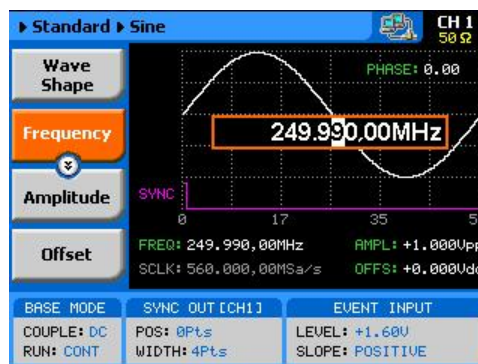 Standard Sine
CH 1
50 Ω
Wave
Shape
PHASE: 0.00
Frequency
249.990,00MHz
Amplitude
SYNC
0 17 35
Offset
FREQ: 249.990,00MHz AMPL: +1.000Vpp
SCLK: 560.000,00MSa/s OFFS: +0.000Vdc
BASE MODE SYNC OUT [CH1] EVENT INPUT
COUPLE: DC POS: 0Pts LEVEL: +1.60V
RUN: CONT WIDTH: 4Pts SLOPE: POSITIVE